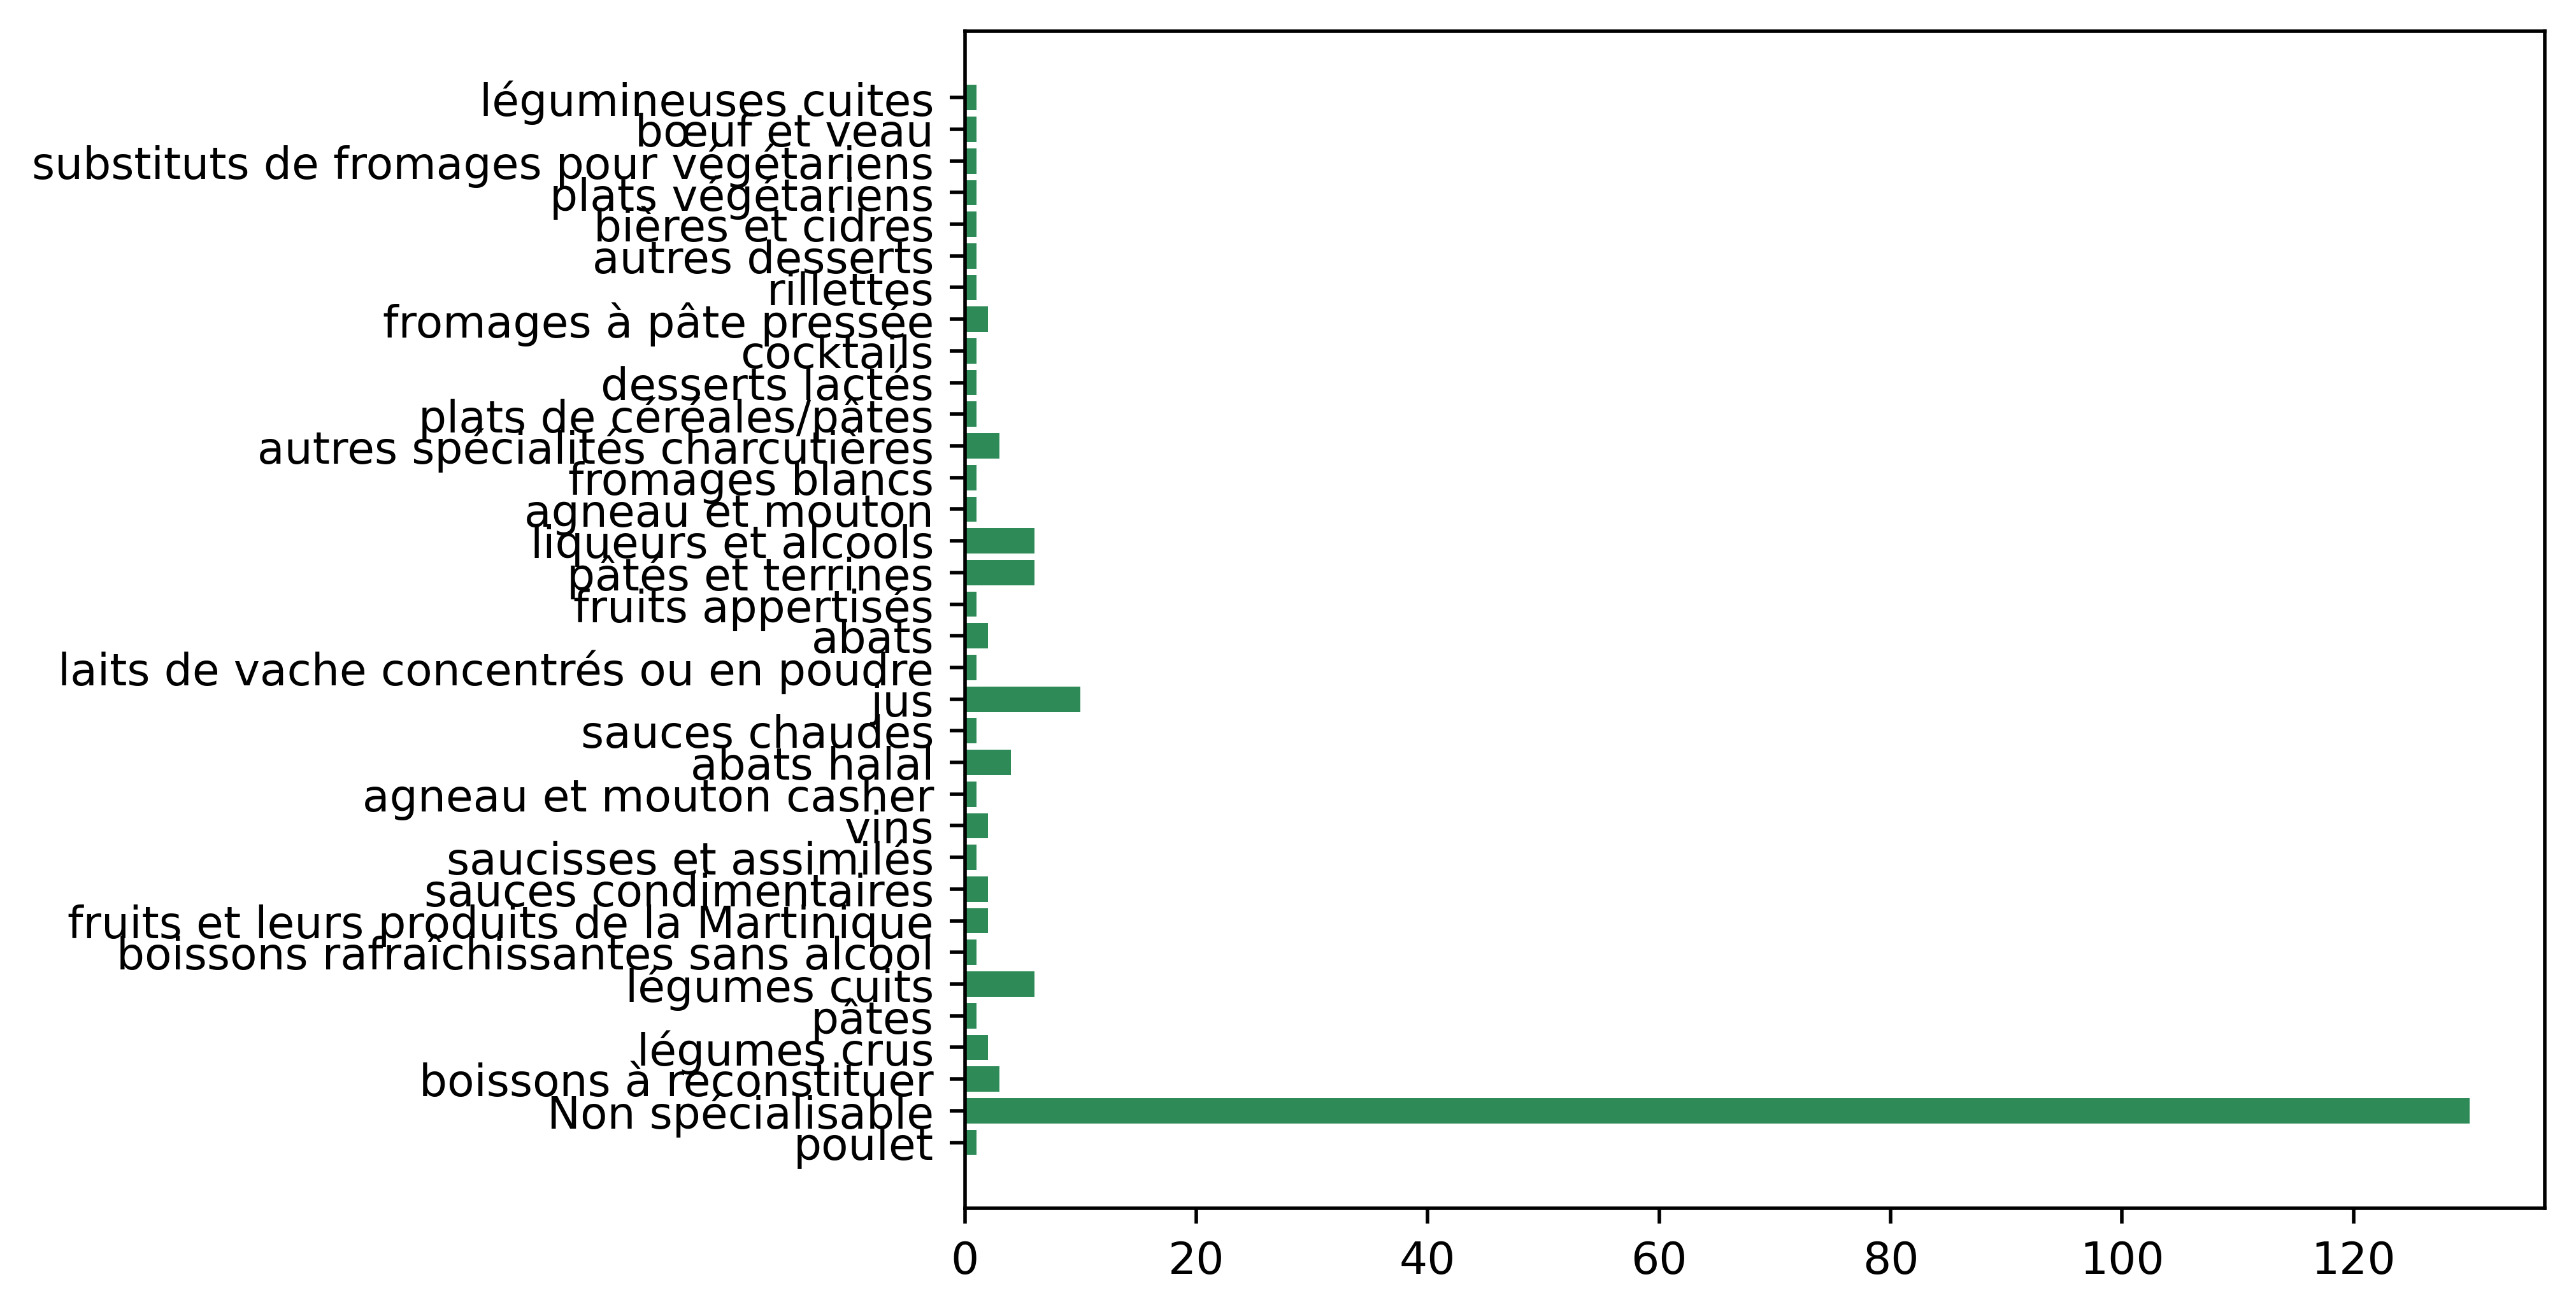 légumineuses cuites
bœuf et veau
substituts de fromages pour végétariens
plats végétariens
bières et cidres
autres desserts
rillettes
fromages à pâte pressée
cocktails
desserts lactés
plats de céréales/pâtes
autres spécialités charcutières
fromages blancs
agneau et mouton
liqueurs et alcools
pâtés et terrines
fruits appertisés
abats
laits de vache concentrés ou en poudre
jus
sauces chaudes
abats halal
agneau et mouton casher
vins
saucisses et assimilés
sauces condimentaires
fruits et leurs produits de la Martinique
boissons rafraîchissantes sans alcool
légumes cuits
pâtes
légumes crus
boissons à reconstituer
Non spécialisable
poulet
0 20 40 60 80 100 120